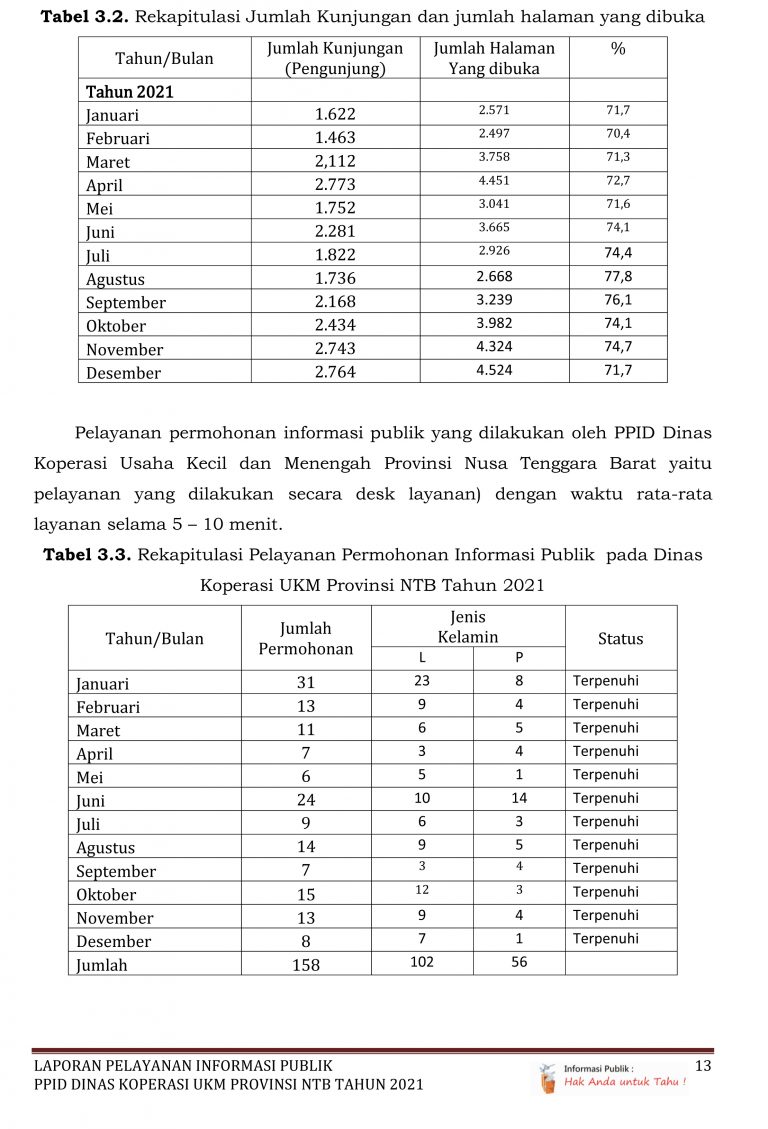 Tabel 3.2. Rekapitulasi Jumlah Kunjungan dan jumlah halaman yang dibuka
Tahun/Bulan Jumlah Kunjungan (Pengunjung) Jumlah Halaman Yang dibuka %
Tahun 2021
Januari 1.622 2.571 71,7
Februari 1.463 2.497 70,4
Maret 2,112 3.758 71,3
April 2.773 4.451 72,7
Mei 1.752 3.041 71,6
Juni 2.281 3.665 74,1
Juli 1.822 2.926 74,4
Agustus 1.736 2.668 77,8
September 2.168 3.239 76,1
Oktober 2.434 3.982 74,1
November 2.743 4.324 74,7
Desember 2.764 4.524 71,7
Pelayanan permohonan informasi publik yang dilakukan oleh PPID Dinas
Koperasi Usaha Kecil dan Menengah Provinsi Nusa Tenggara Barat yaitu
pelayanan yang dilakukan secara desk layanan) dengan waktu rata-rata
layanan selama 5 – 10 menit.
Tabel 3.3. Rekapitulasi Pelayanan Permohonan Informasi Publik pada Dinas
Koperasi UKM Provinsi NTB Tahun 2021
Tahun/Bulan Jumlah Permohonan Jenis Kelamin Status
L P
Januari 31 23 8 Terpenuhi
Februari 13 9 4 Terpenuhi
Maret 11 6 5 Terpenuhi
April 7 3 4 Terpenuhi
Mei 6 5 1 Terpenuhi
Juni 24 10 14 Terpenuhi
Juli 9 6 3 Terpenuhi
Agustus 14 9 5 Terpenuhi
September 7 3 4 Terpenuhi
Oktober 15 12 3 Terpenuhi
November 13 9 4 Terpenuhi
Desember 8 7 1 Terpenuhi
Jumlah 158 102 56
LAPORAN PELAYANAN INFORMASI PUBLIK
PPID DINAS KOPERASI UKM PROVINSI NTB TAHUN 2021
Informasi Publik :
Hak Anda untuk Tahu !
13